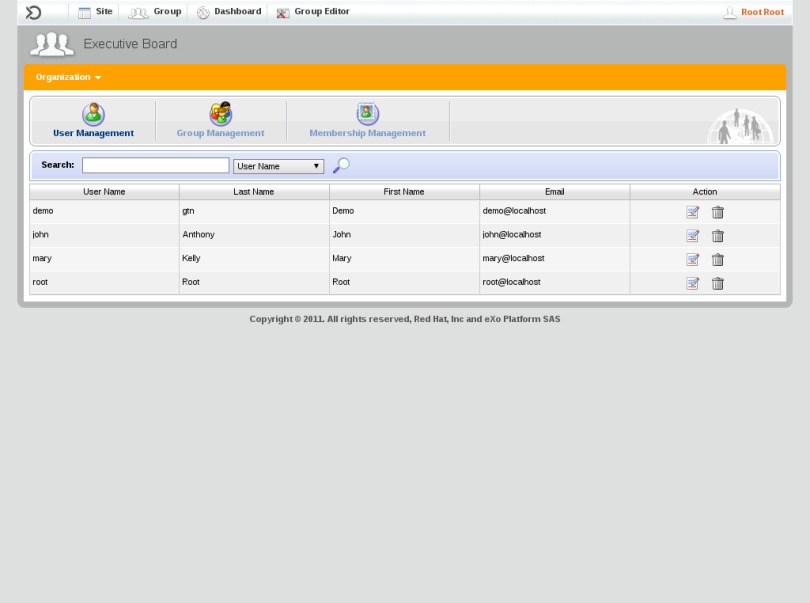 Site Group Dashboard Group Editor Root Root
Executive Board
Organization
User Management Group Management Membership Management
Search: User Name
User Name Last Name First Name Email Action
demo gtn Demo demo@localhost
john Anthony John john@localhost
mary Kelly Mary mary@localhost
root Root Root root@localhost
Copyright © 2011. All rights reserved, Red Hat, Inc and eXo Platform SAS